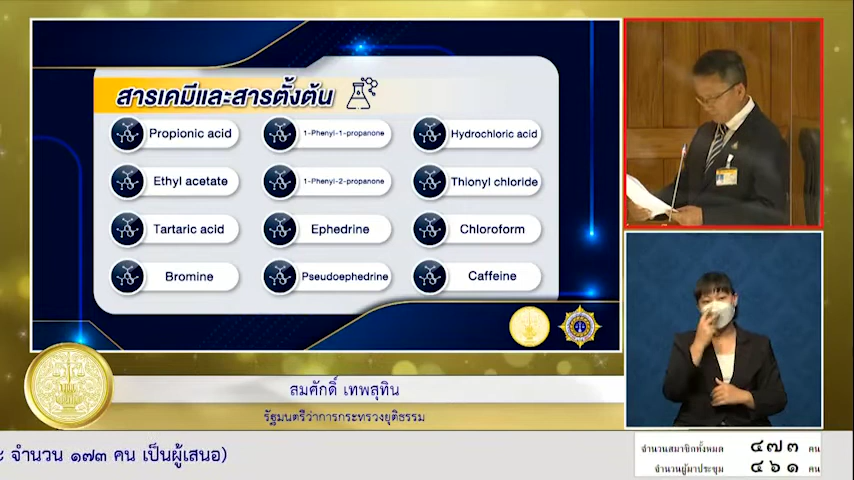 สารเคมีและสารตั้งต้น
Propionic acid
1-Phenyl-1-propanone
Hydrochloric acid
Ethyl acetate
1-Phenyl-2-propanone
Thionyl chloride
Tartaric acid
Ephedrine
Chloroform
Bromine
Pseudoephedrine
Caffeine
สมศักดิ์ เทพสุทิน
รัฐมนตรีว่าการกระทรวงยุติธรรม
ะ จำนวน ๑๗๓ คน เป็นผู้เสนอ)
จำนวนสมาชิกทั้งหมด ๔๗๓ คน
จำนวนผู้มาประชุม ๔๖๑ คน